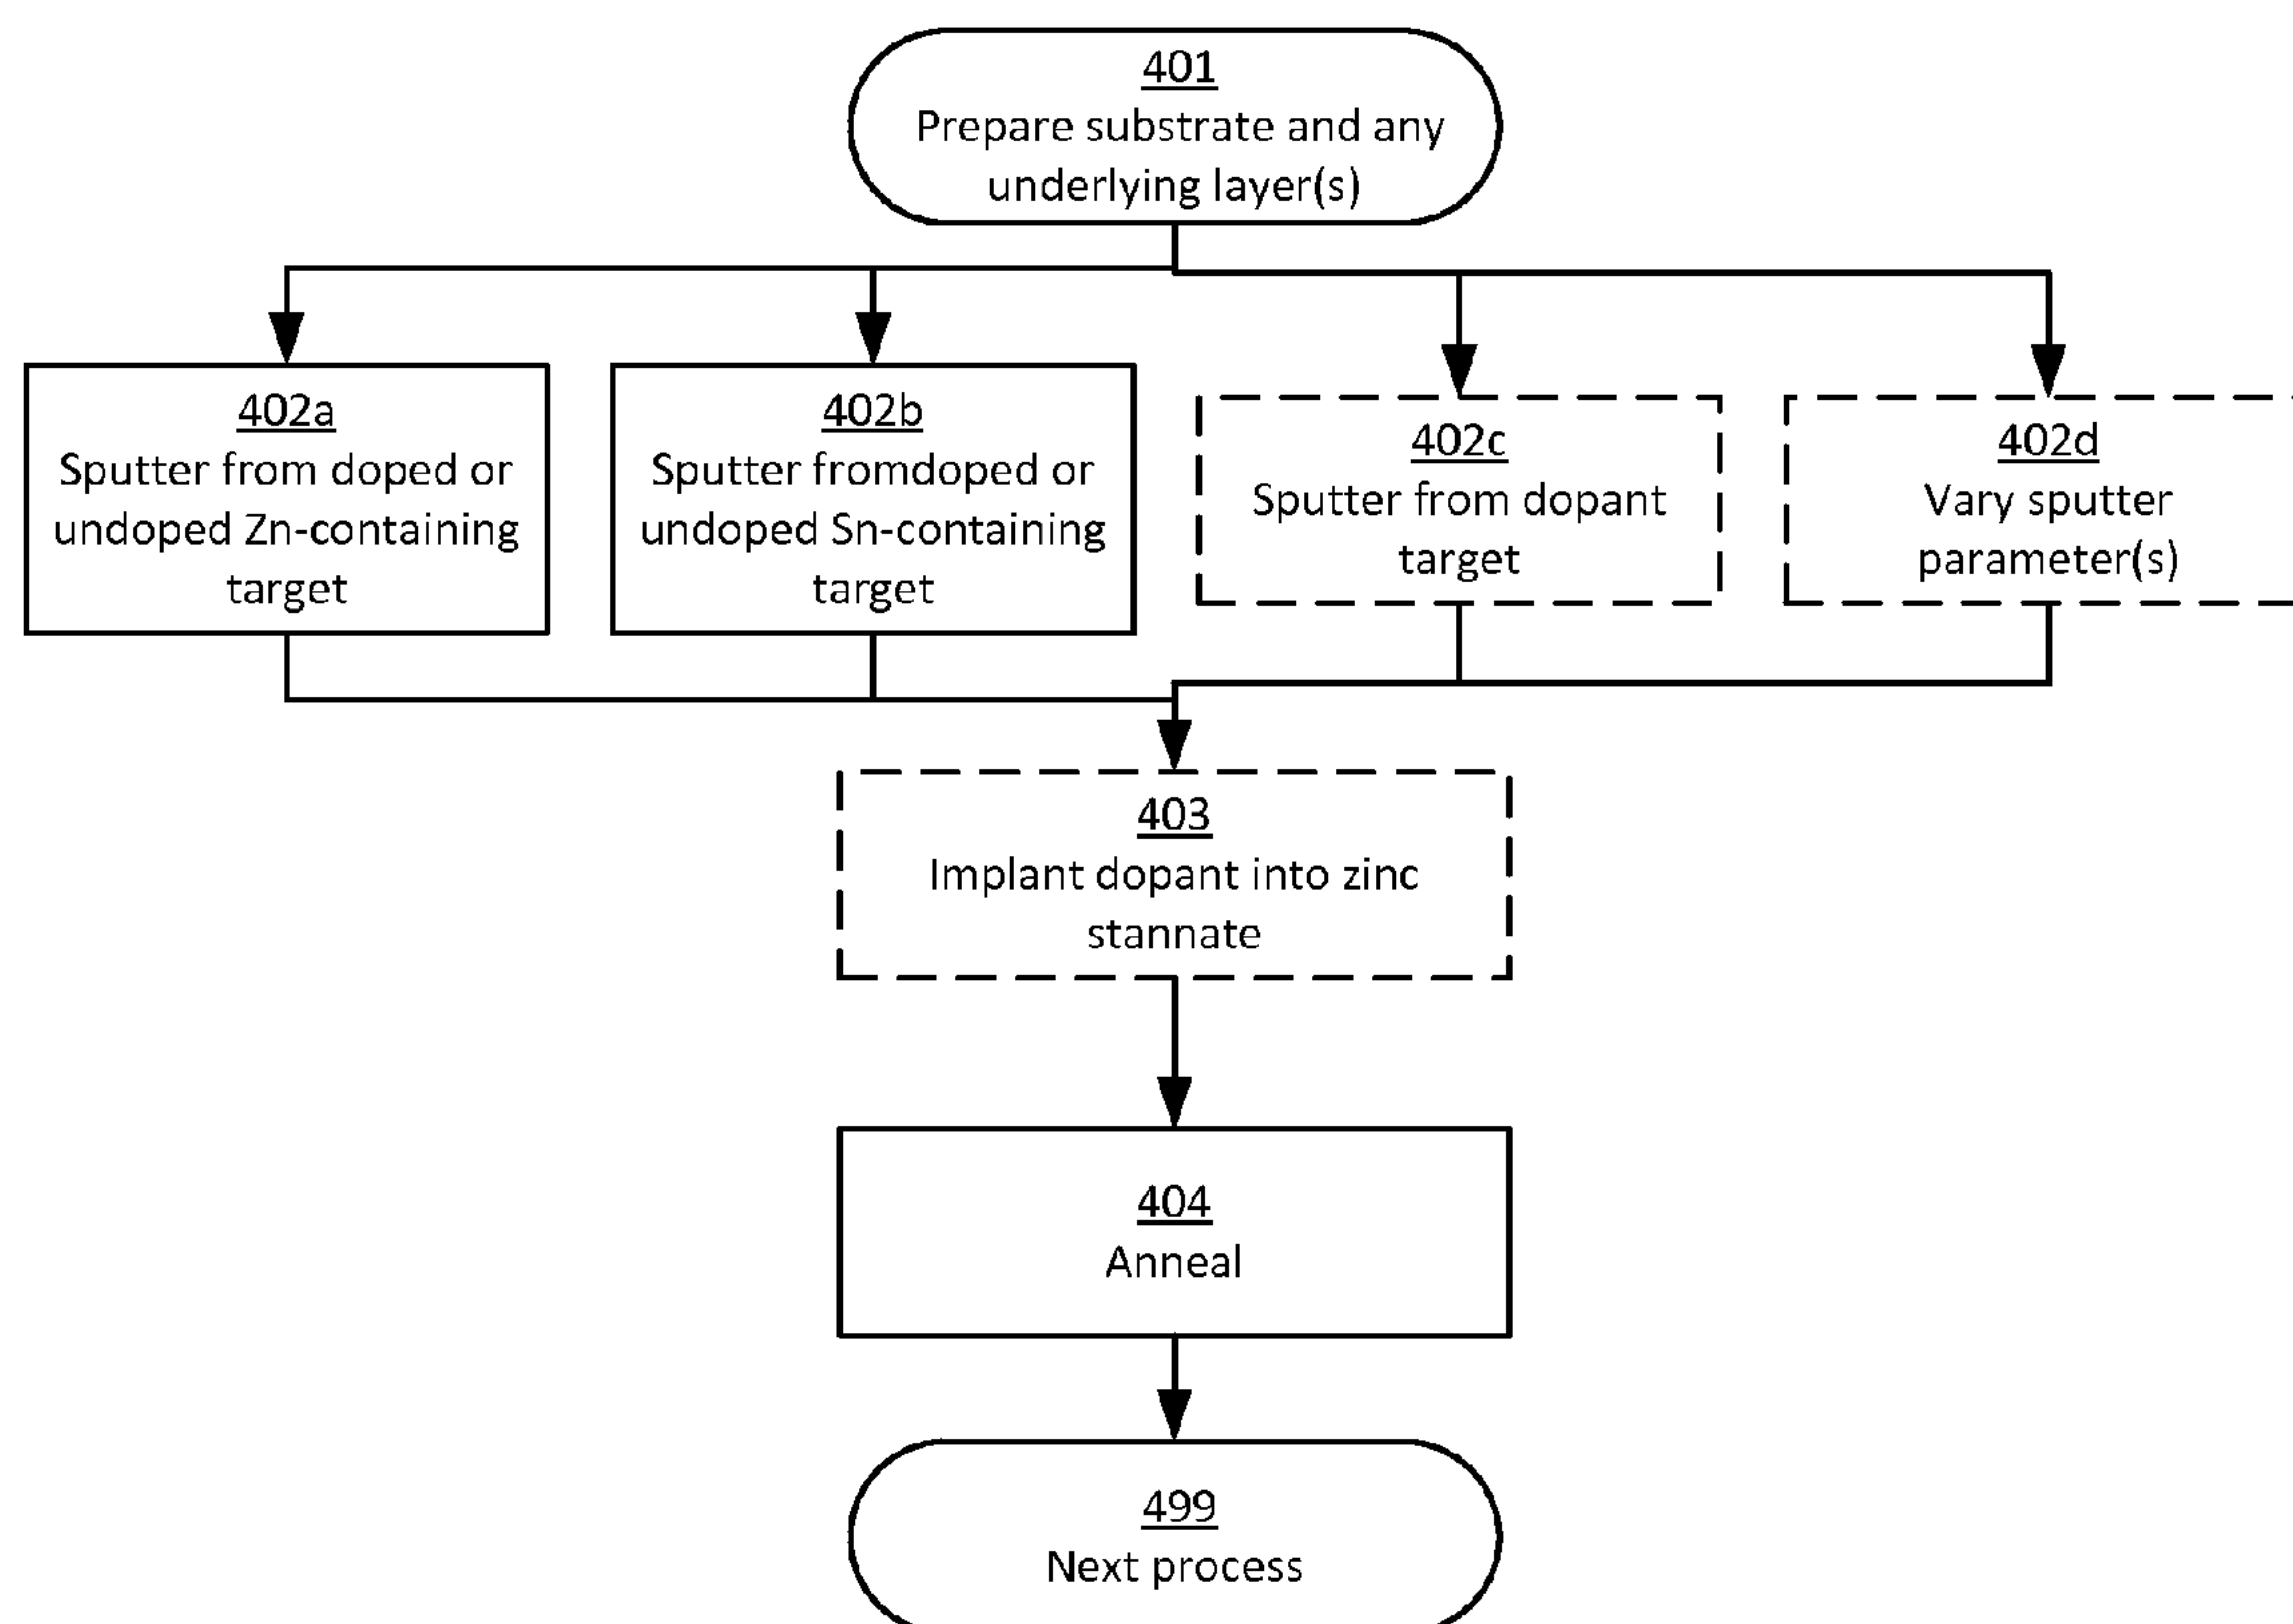 401
Prepare substrate and any
underlying layer(s)
402a
Sputter from doped or
undoped Zn-containing
target
402b
Sputter fromdoped or
undoped Sn-containing
target
402c
Sputter from dopant
target
402d
Vary sputter
parameter(s)
403
Implant dopant into zinc
stannate
404
Anneal
499
Next process